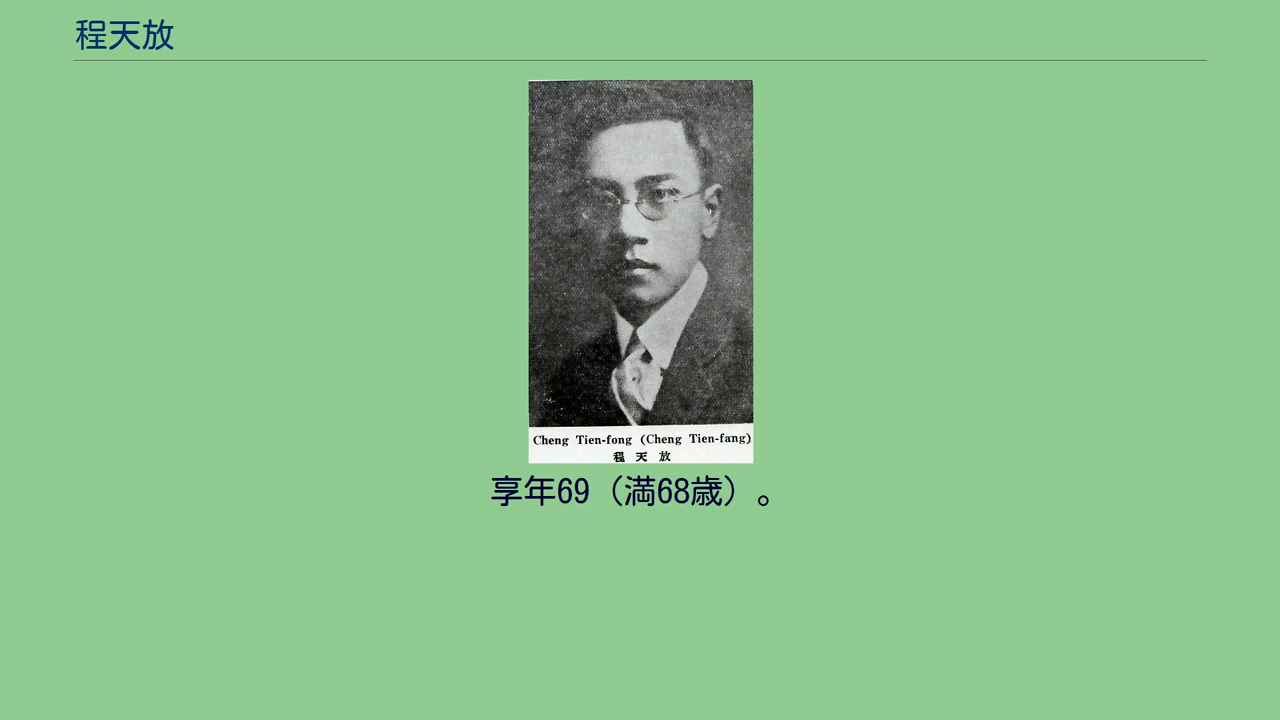 程天放
Cheng Tien-fong (Cheng Tien-fang)
程 天 放
享年69（満68歳）。